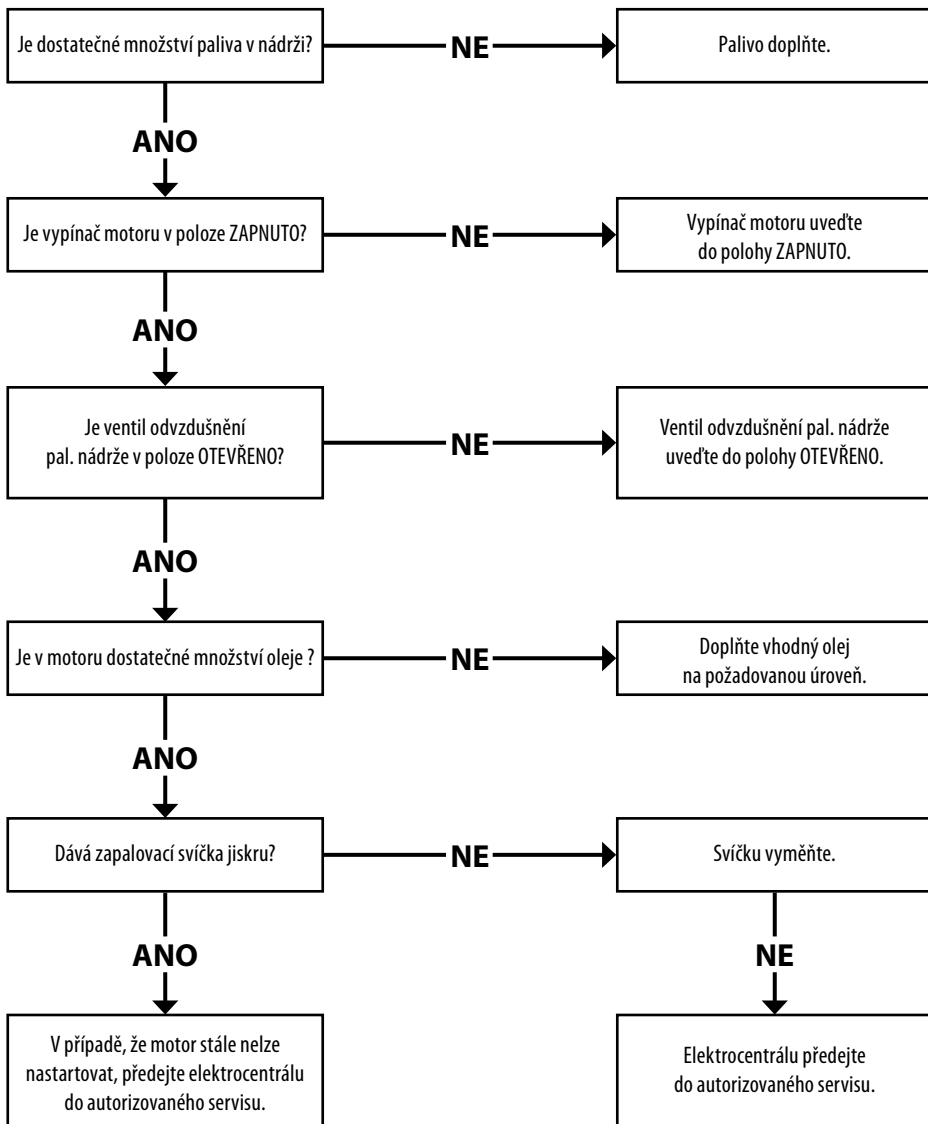 Je dostatečné množství paliva v nádrži?
NE
Palivo doplňte.
ANO
Je vypínač motoru v poloze ZAPNUTO?
NE
Vypínač motoru uveďte
do polohy ZAPNUTO.
ANO
Je ventil odvzdušnění
pal. nádrže v poloze OTEVŘENO?
NE
Ventil odvzdušnění pal. nádrže
uveďte do polohy OTEVŘENO.
ANO
Je v motoru dostatečné množství oleje ?
NE
Doplňte vhodný olej
na požadovanou úroveň.
ANO
Dává zapalovací svíčka jiskru?
NE
Svíčku vyměňte.
ANO
NE
V případě, že motor stále nelze
nastartovat, předejte elektrocentrálu
do autorizovaného servisu.
Elektrocentrálu předejte
do autorizovaného servisu.